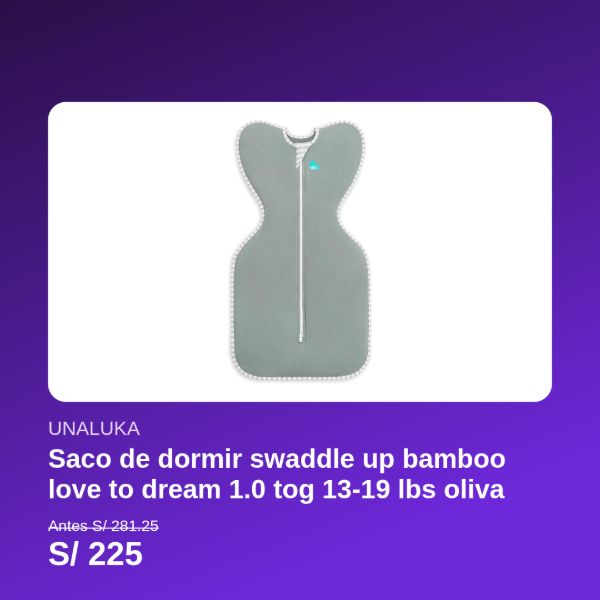 UNALUKA
Saco de dormir swaddle up bamboo
love to dream 1.0 tog 13-19 lbs oliva
Antes S/ 281.25
S/ 225